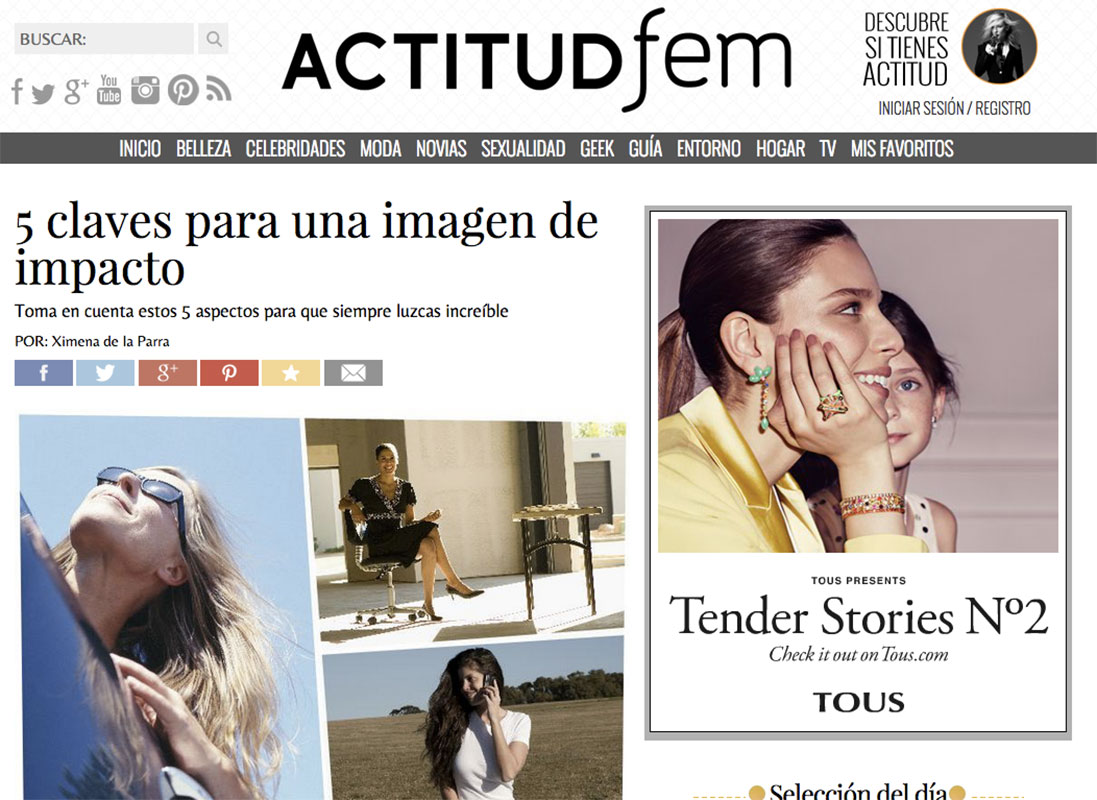 BUSCAR:
You
Tube
ACTITUDfem
DESCUBRE
SI TIENES
ACTITUD
INICIAR SESIÓN / REGISTRO
INICIO BELLEZA CELEBRIDADES MODA NOVIAS SEXUALIDAD GEEK GUÍA ENTORNO HOGAR TV MIS FAVORITOS
5 claves para una imagen de
impacto
Toma en cuenta estos 5 aspectos para que siempre luzcas increíble
POR: Ximena de la Parra
TOUS PRESENTS
Tender Stories Nº2
Check it out on Tous.com
TOUS
Selección del día